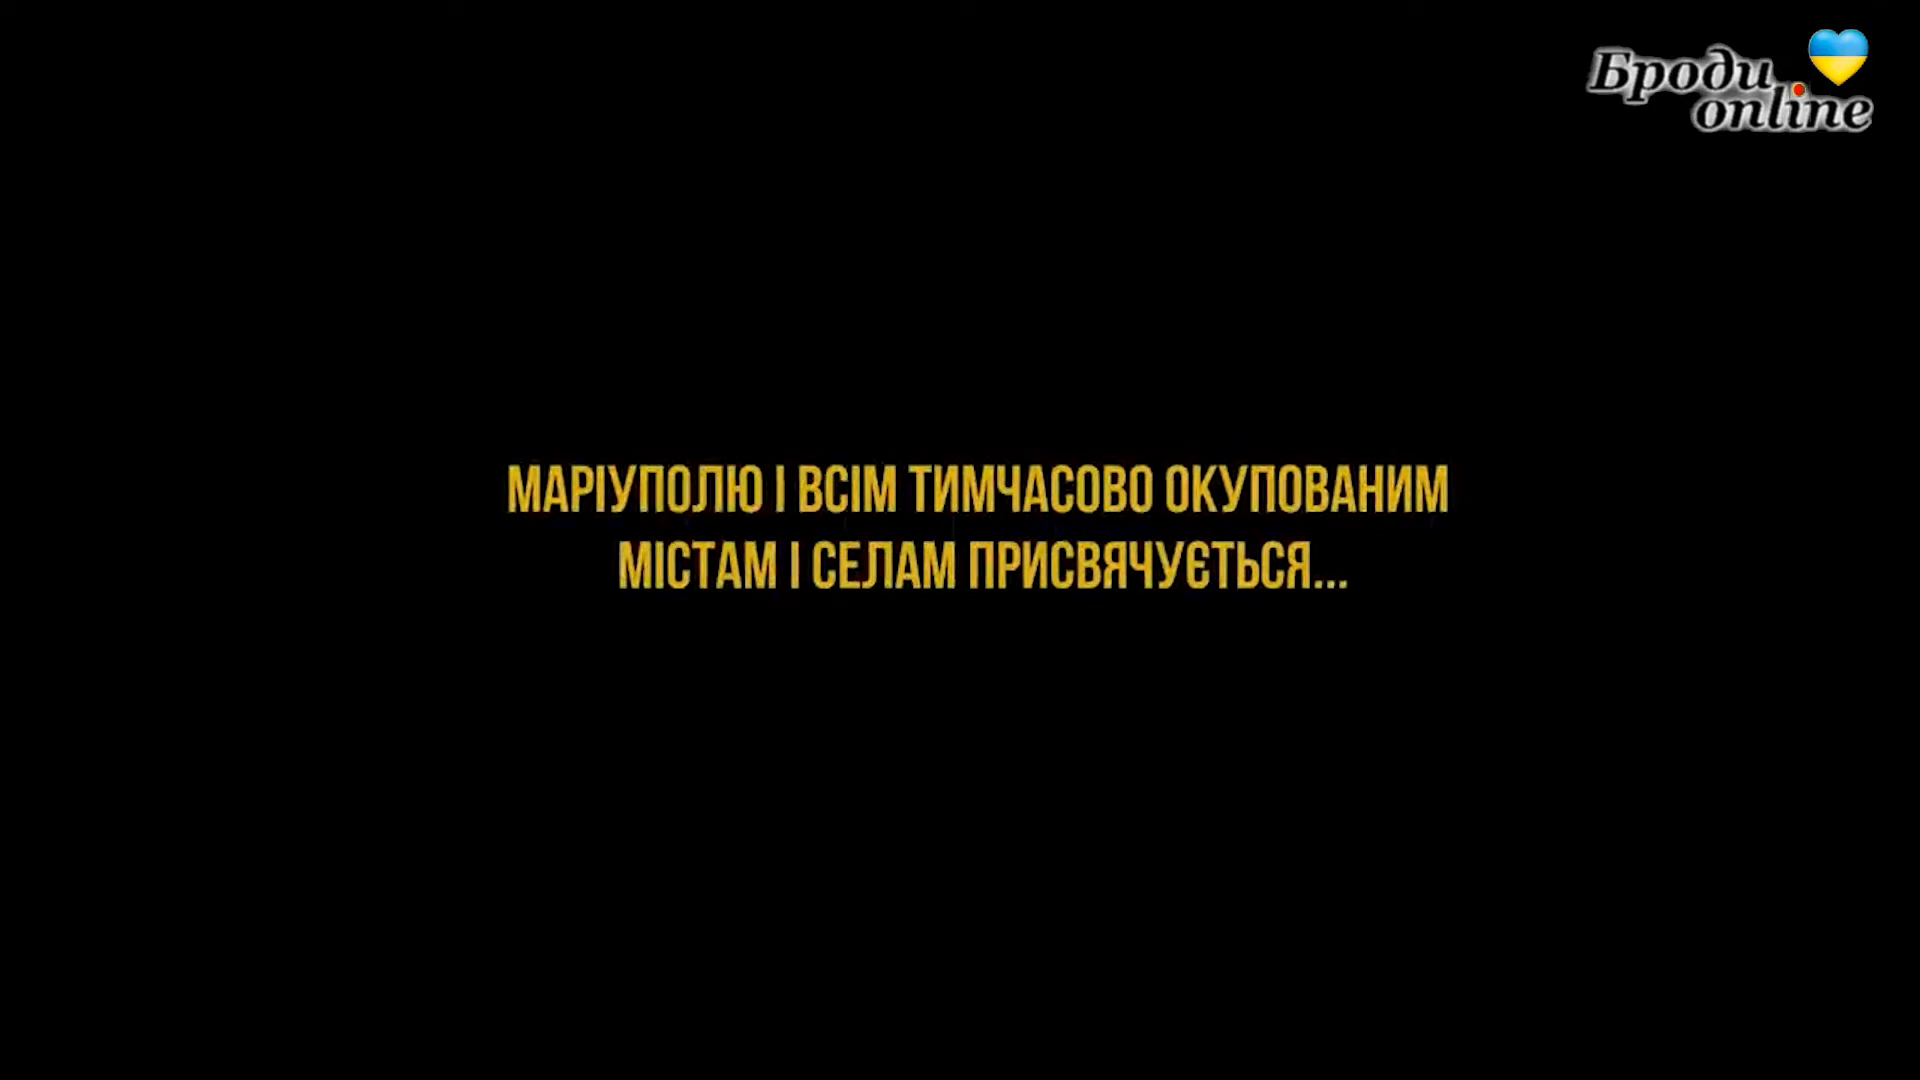 Броди
online
МАРІУПОЛЮ І ВСІМ ТИМЧАСОВО ОКУПОВАНИМ
МІСТАМ І СЕЛАМ ПРИСВЯЧУЄТЬСЯ...